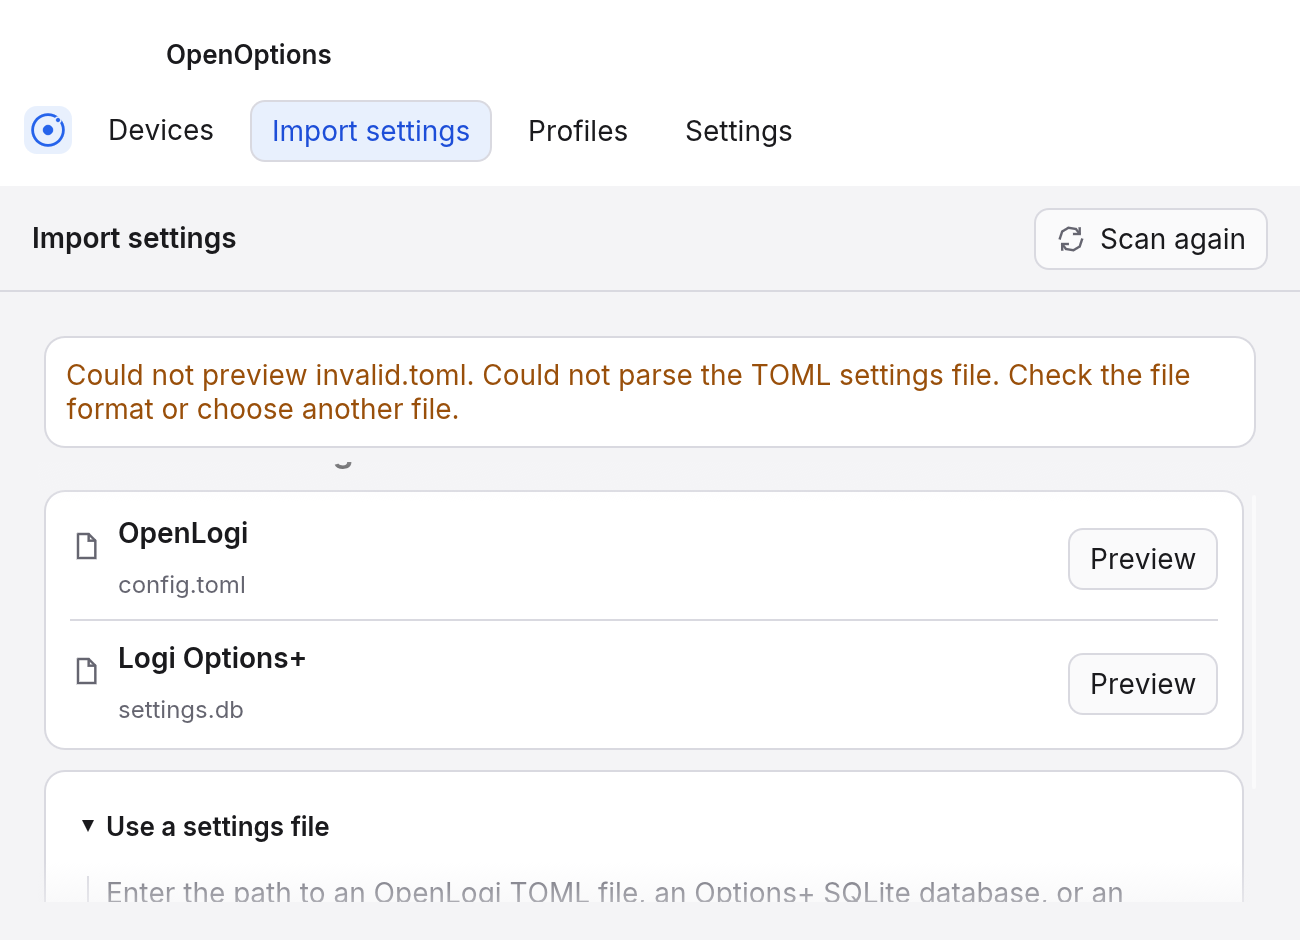 OpenOptions
Devices
Import settings
Profiles
Settings
Import settings
Scan again
Could not preview invalid.toml. Could not parse the TOML settings file. Check the file
format or choose another file.
OpenLogi
config.toml
Preview
Logi Options+
settings.db
Preview
Use a settings file
Enter the path to an OpenLogi TOML file, an Options+ SQLite database, or an